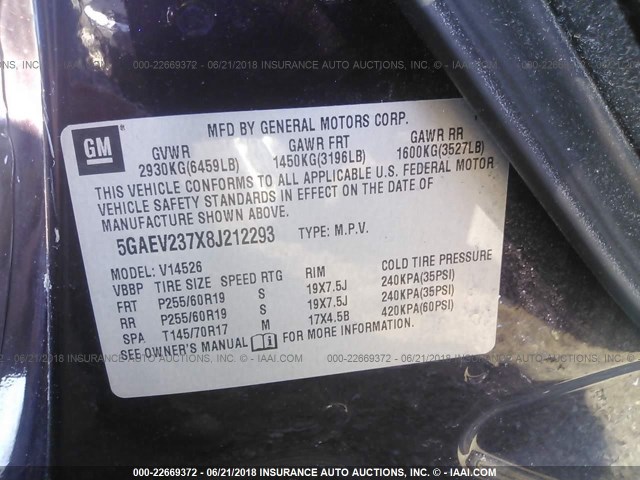 000-22669372 - 06/21/2018 INSURANCE AUTO AUCTIONS, INC. - © IAAI.COM
GM
MFD BY GENERAL MOTORS CORP.
GVWR GAWR FRT GAWR RR
2930KG(6459LB) 1450KG(3196LB) 1600KG(3527LB)
THIS VEHICLE CONFORMS TO ALL APPLICABLE U.S. FEDERAL MOTOR
VEHICLE SAFETY STANDARDS IN EFFECT ON THE DATE OF
MANUFACTURE SHOWN ABOVE.
5GAEV237X8J212293 TYPE: M.P.V.
MODEL: V14526
VBBP TIRE SIZE SPEED RTG RIM COLD TIRE PRESSURE
FRT P255/60R19 S 19X7.5J 240KPA(35PSI)
RR P255/60R19 S 19X7.5J 240KPA(35PSI)
SPA T145/70R17 M 17X4.5B 420KPA(60PSI)
SEE OWNER'S MANUAL FOR MORE INFORMATION.
000-22669372 - 06/21/2018 INSURANCE AUTO AUCTIONS, INC. - © IAAI.COM
000-22669372 - 06/21/2018 INSURANCE AUTO AUCTIONS, INC. - © IAAI.COM